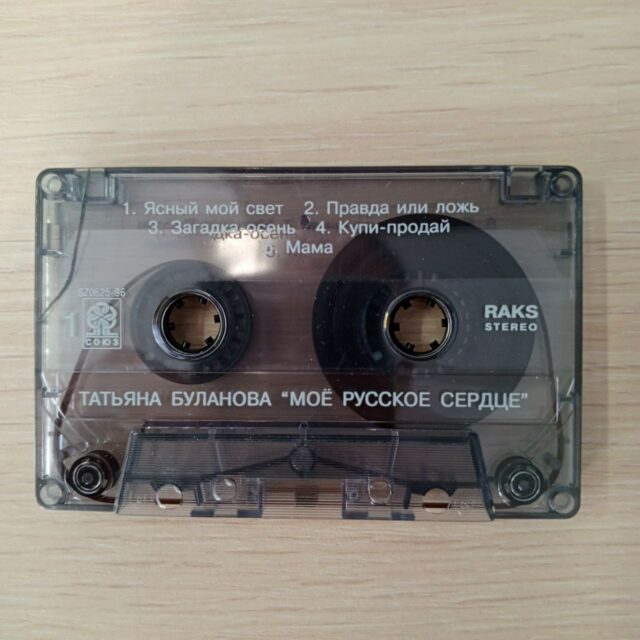 1. Ясный мой свет 2. Правда или ложь
3. Загадка-осень 4. Купи-продай
5. Мама
SZ0625-96
1
СОЮЗ
RAKS
STEREO
ТАТЬЯНА БУЛАНОВА “МОЁ РУССКОЕ СЕРДЦЕ”